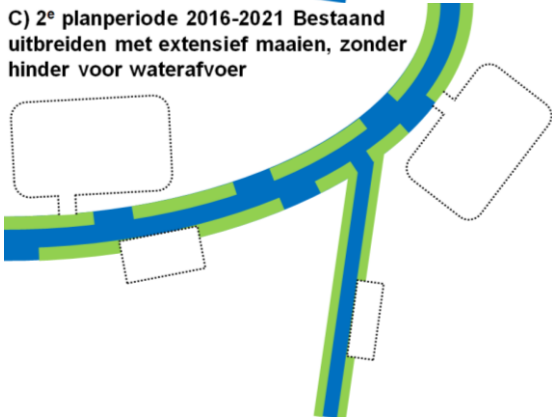 C) 2e planperiode 2016-2021 Bestaand
uitbreiden met extensief maaien, zonder
hinder voor waterafvoer